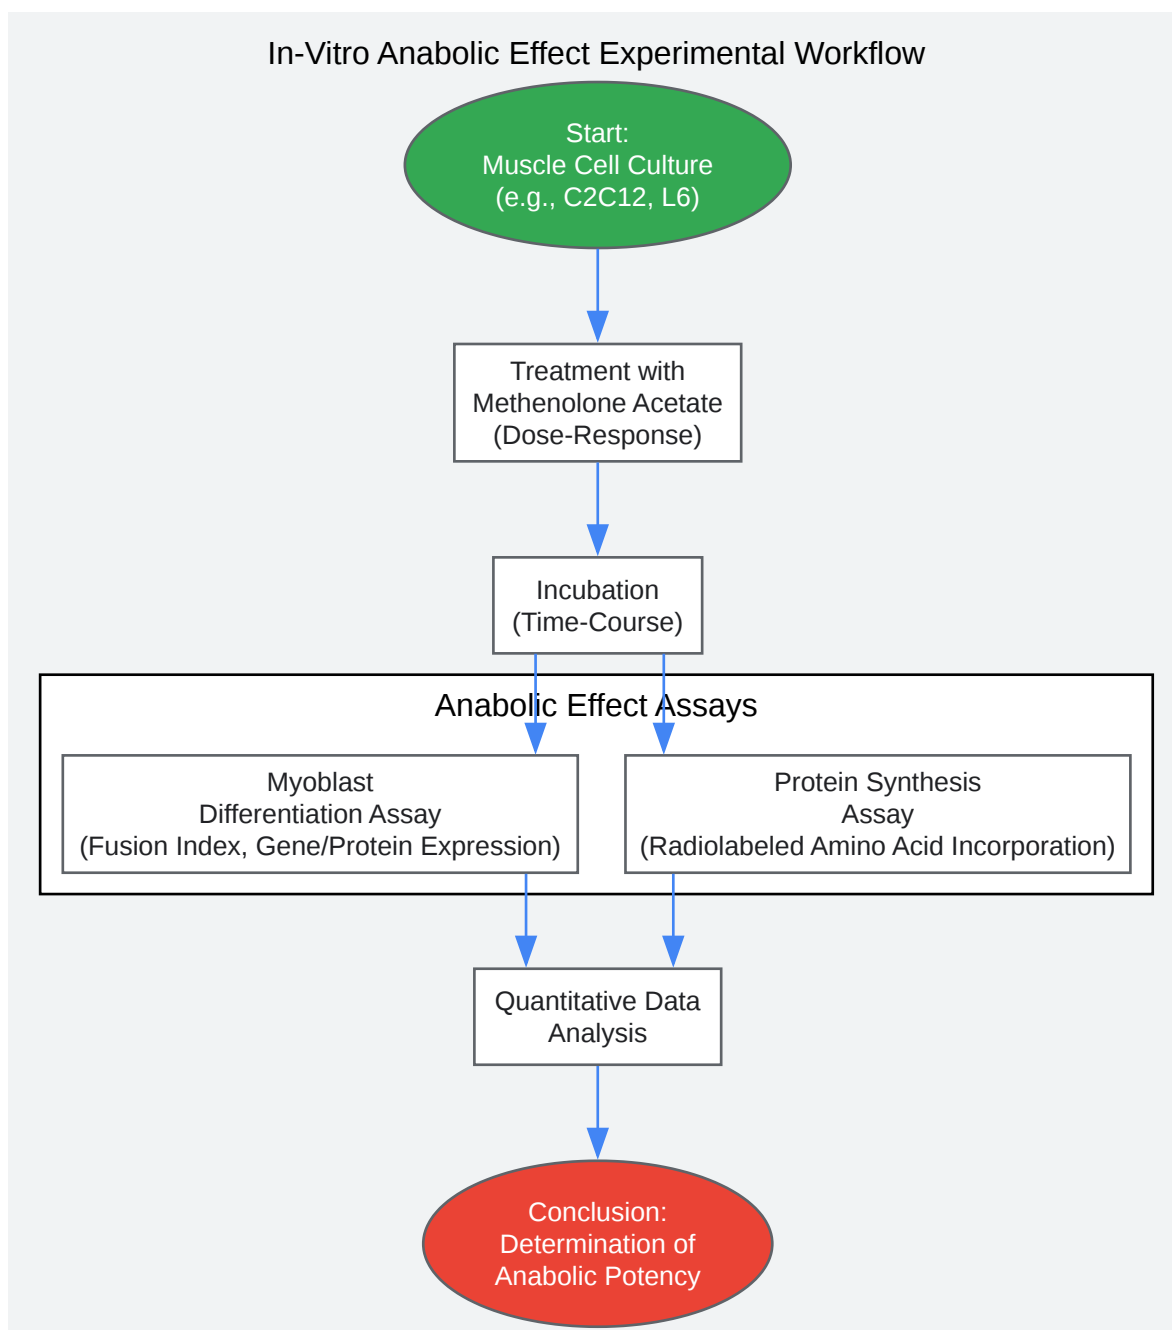 In-Vitro Anabolic Effect Experimental Workflow
Start:
Muscle Cell Culture
(e.g., C2C12, L6)
Treatment with
Methenolone Acetate
(Dose-Response)
Incubation
(Time-Course)
Anabolic Effect Assays
Myoblast
Differentiation Assay
(Fusion Index, Gene/Protein Expression)
Protein Synthesis
Assay
(Radiolabeled Amino Acid Incorporation)
Quantitative Data
Analysis
Conclusion:
Determination of
Anabolic Potency